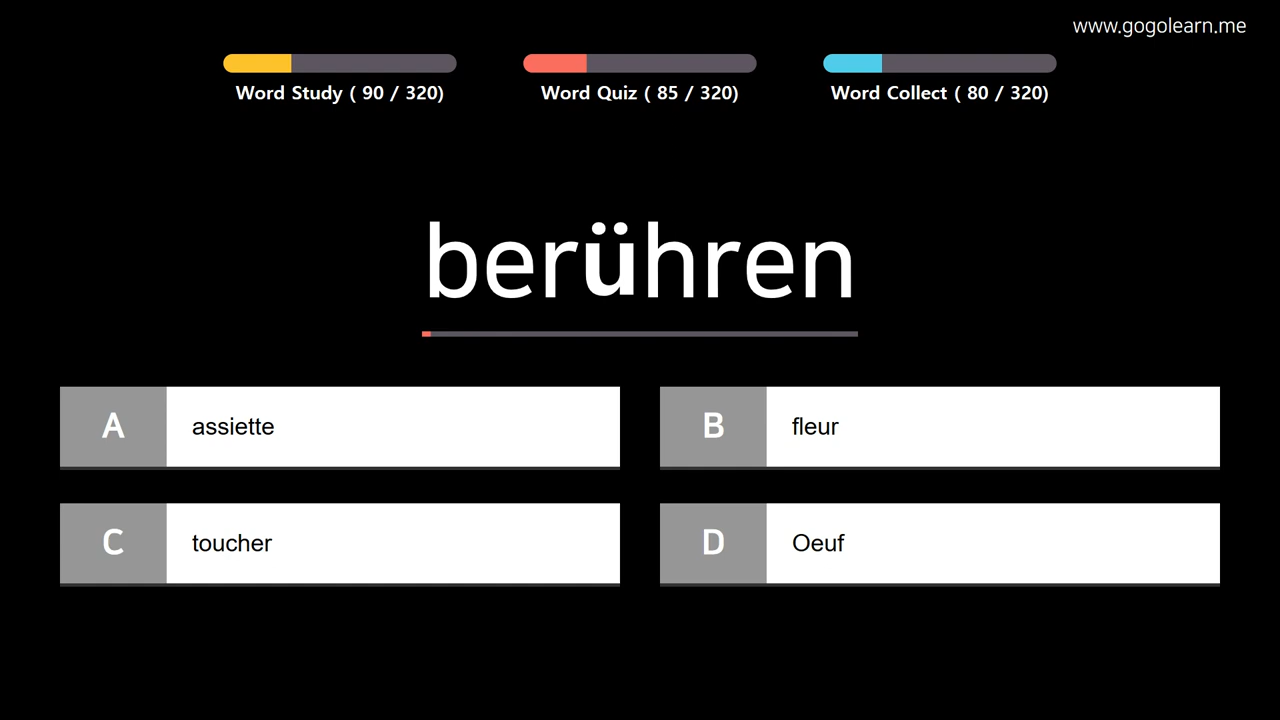 www.gogolearn.me
Word Study ( 90 / 320)
Word Quiz ( 85 / 320)
Word Collect ( 80 / 320)
berühren
A
assiette
B
fleur
C
toucher
D
Oeuf